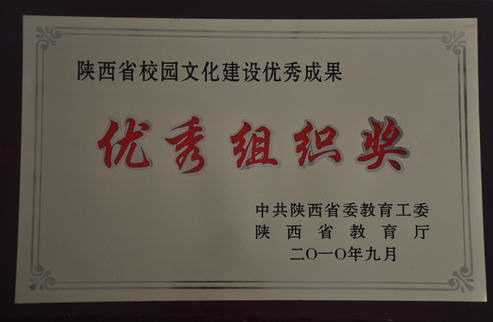 陕西省校园文化建设优秀成果
优秀组织奖
中共陕西省委教育工委
陕西省教育厅
二〇一〇年九月